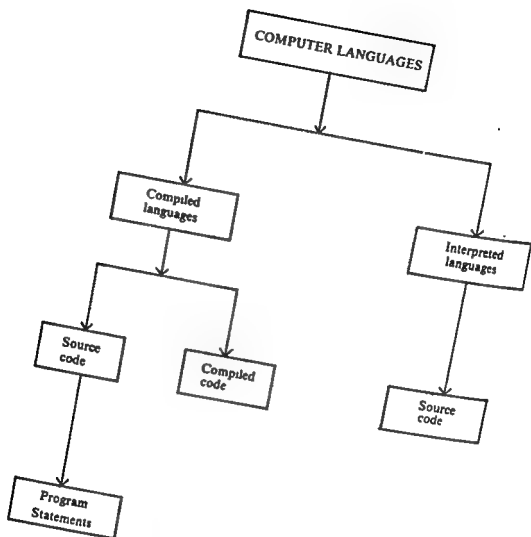 COMPUTER LANGUAGES
Compiled
languages
Interpreted
languages
Source
code
Compiled
code
Source
code
Program
Statements